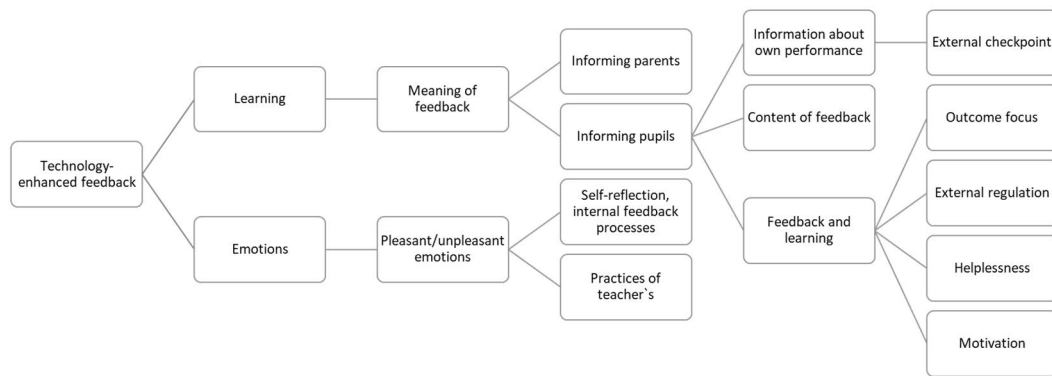 Technology-
enhanced feedback
Learning
Emotions
Meaning of
feedback
Pleasant/unpleasant
emotions
Informing parents
Informing pupils
Self-reflection,
internal feedback
processes
Practices of
teacher`s
Information about
own performance
Content of feedback
Feedback and
learning
External checkpoint
Outcome focus
External regulation
Helplessness
Motivation